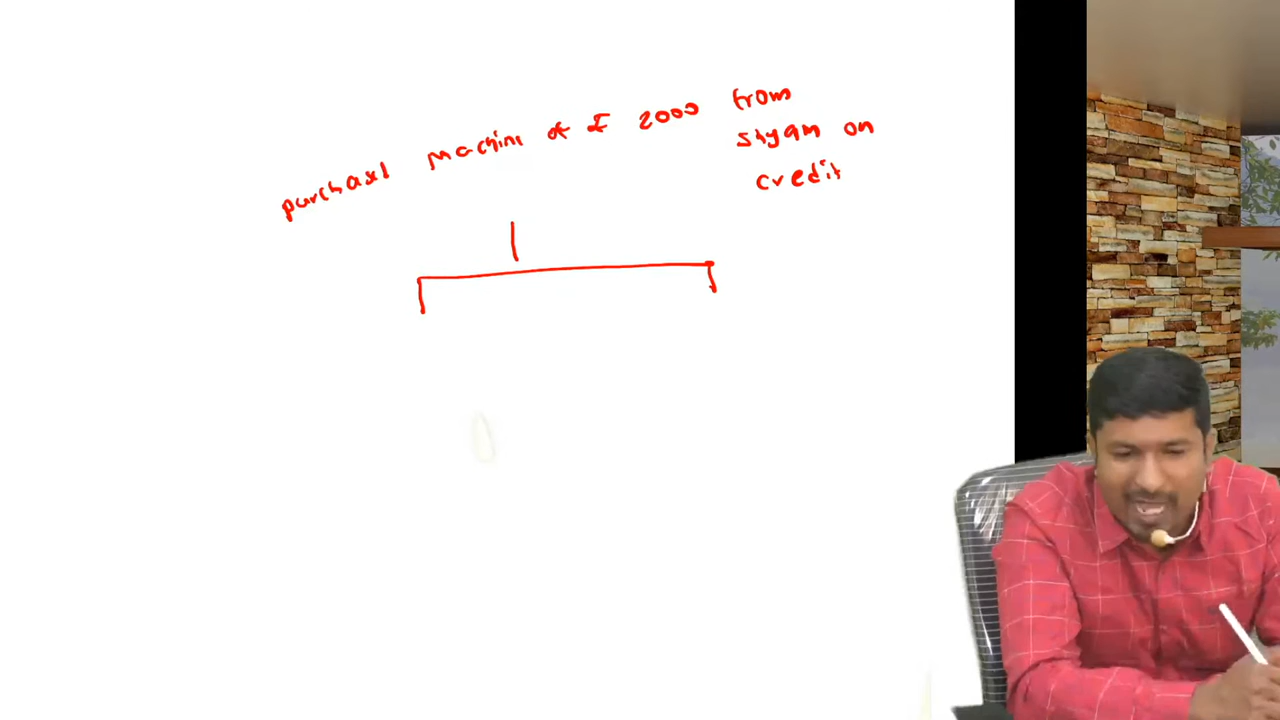 purchased machine of ₹ 2000 from
shyam on
credit